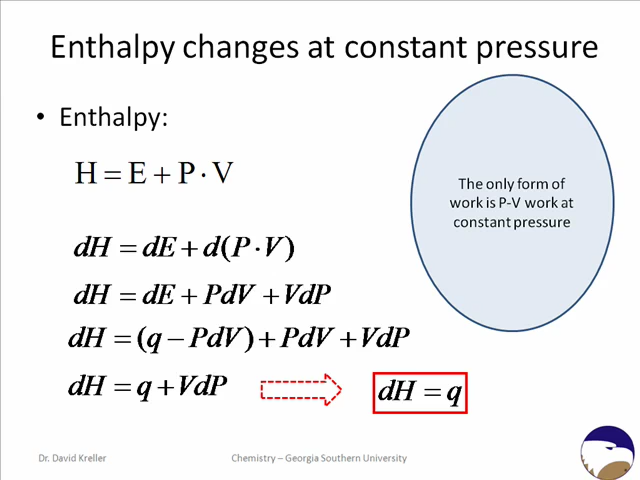 Enthalpy changes at constant pressure
• Enthalpy:
H = E + P · V
The only form of
work is P-V work at
constant pressure
dH = dE + d(P · V)
dH = dE + PdV + VdP
dH = (q − PdV) + PdV + VdP
dH = q + VdP
dH = q
Dr. David Kreller
Chemistry – Georgia Southern University